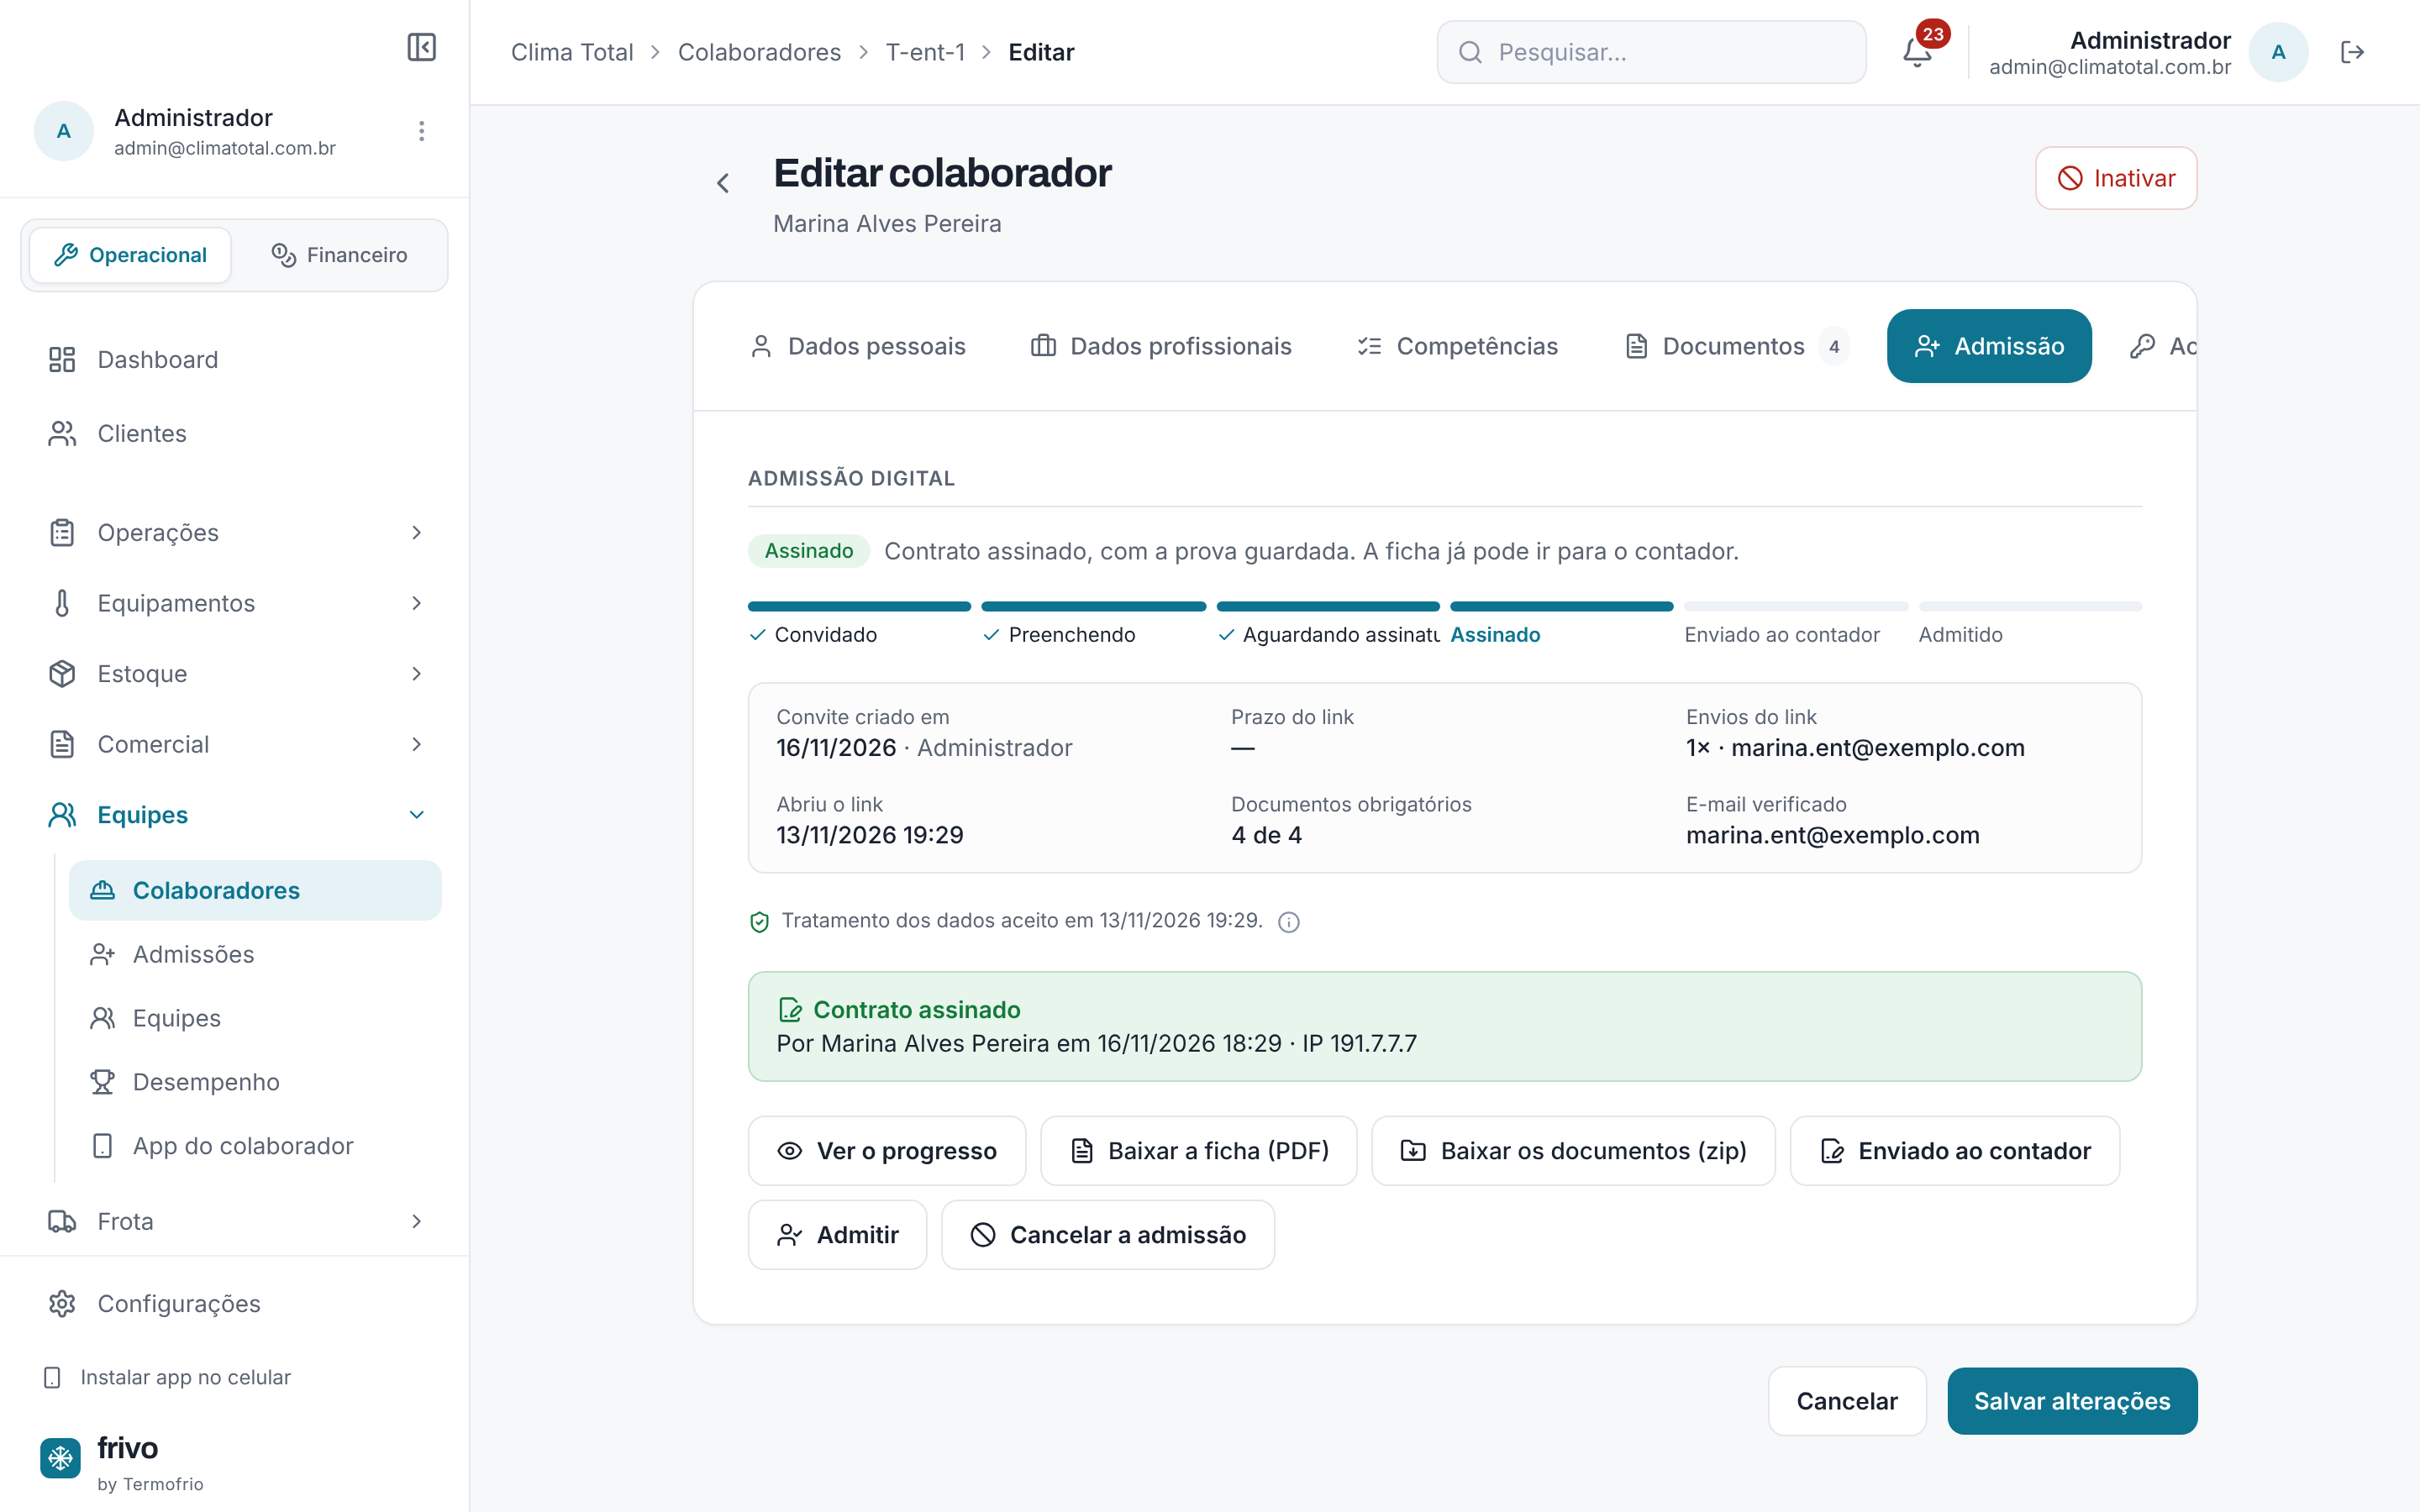 Clima Total > Colaboradores > T-ent-1 > Editar
Pesquisar...
23
Administrador
admin@climatotal.com.br
A
A
Administrador
admin@climatotal.com.br
Operacional
Financeiro
Dashboard
Clientes
Operações
Equipamentos
Estoque
Comercial
Equipes
Colaboradores
Admissões
Equipes
Desempenho
App do colaborador
Frota
Configurações
Instalar app no celular
frivo
by Termofrio
Editar colaborador
Marina Alves Pereira
Inativar
Dados pessoais
Dados profissionais
Competências
Documentos 4
Admissão
Ac
ADMISSÃO DIGITAL
Assinado Contrato assinado, com a prova guardada. A ficha já pode ir para o contador.
Convidado
Preenchendo
Aguardando assinatu
Assinado
Enviado ao contador
Admitido
Convite criado em
16/11/2026 · Administrador
Prazo do link
—
Envios do link
1× · marina.ent@exemplo.com
Abriu o link
13/11/2026 19:29
Documentos obrigatórios
4 de 4
E-mail verificado
marina.ent@exemplo.com
Tratamento dos dados aceito em 13/11/2026 19:29.
Contrato assinado
Por Marina Alves Pereira em 16/11/2026 18:29 · IP 191.7.7.7
Ver o progresso
Baixar a ficha (PDF)
Baixar os documentos (zip)
Enviado ao contador
Admitir
Cancelar a admissão
Cancelar
Salvar alterações